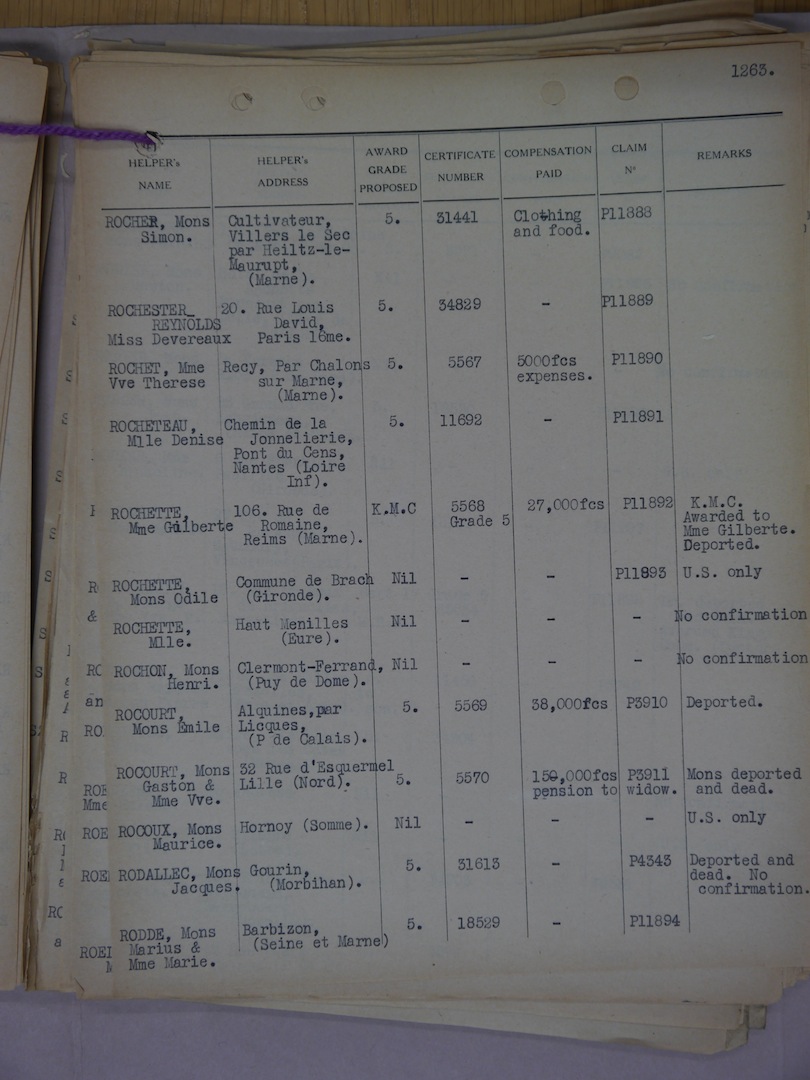 1263.
HELPER's NAME | HELPER's ADDRESS | AWARD GRADE PROPOSED | CERTIFICATE NUMBER | COMPENSATION PAID | CLAIM N° | REMARKS
ROCHER, Mons | Cultivateur, | 5. | 31441 | Clothing | P11888
Simon. | Villers le Sec | and food.
par Heiltz-le-
Maurupt,
(Marne).
ROCHESTER_ | 20. Rue Louis | 5. | 34829 | - | P11889
REYNOLDS | David,
Miss Devereaux | Paris 16me.
ROCHET, Mme | Recy, Par Chalons | 5. | 5567 | 5000fcs | P11890
Vve Therese | sur Marne, | expenses.
(Marne).
ROCHETEAU, | Chemin de la | 5. | 11692 | - | P11891
Mlle Denise | Jonnelierie,
Pont du Cens,
Nantes (Loire
Inf).
ROCHETTE, | 106. Rue de | K.M.C | 5568 | 27,000fcs | P11892 | K.M.C.
Mme Gilberte | Romaine, | Grade 5 | Awarded to
Reims (Marne). | Mme Gilberte.
Deported.
ROCHETTE, | Commune de Brach | Nil | - | - | P11893 | U.S. only
Mons Odile | (Gironde).
ROCHETTE, | Haut Menilles | Nil | - | - | - | No confirmation
Mlle. | (Eure).
ROCHON, Mons | Clermont-Ferrand, | Nil | - | - | - | No confirmation
Henri. | (Puy de Dome).
ROCOURT, | Alquines,par | 5. | 5569 | 38,000fcs | P3910 | Deported.
Mons Emile | Licques,
(P de Calais).
ROCOURT, Mons | 32 Rue d'Esquermel | 5. | 5570 | 150,000fcs | P3911 | Mons deported
Gaston & | Lille (Nord). | pension to widow. | and dead.
Mme Vve.
ROCOUX, Mons | Hornoy (Somme). | Nil | - | - | - | U.S. only
Maurice.
RODALLEC, Mons | Gourin, | 5. | 31613 | - | P4343 | Deported and
Jacques. | (Morbihan). | dead. No
confirmation.
RODDE, Mons | Barbizon, | 5. | 18529 | - | P11894
Marius & | (Seine et Marne)
Mme Marie.